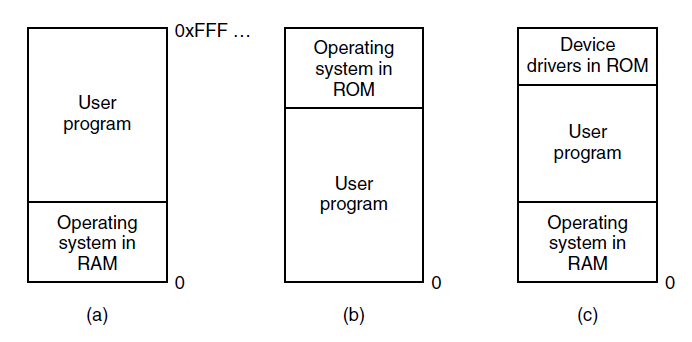 0xFFF ...
User
program
Operating
system in
RAM
0
(a)
Operating
system in
ROM
User
program
0
(b)
Device
drivers in ROM
User
program
Operating
system in
RAM
0
(c)